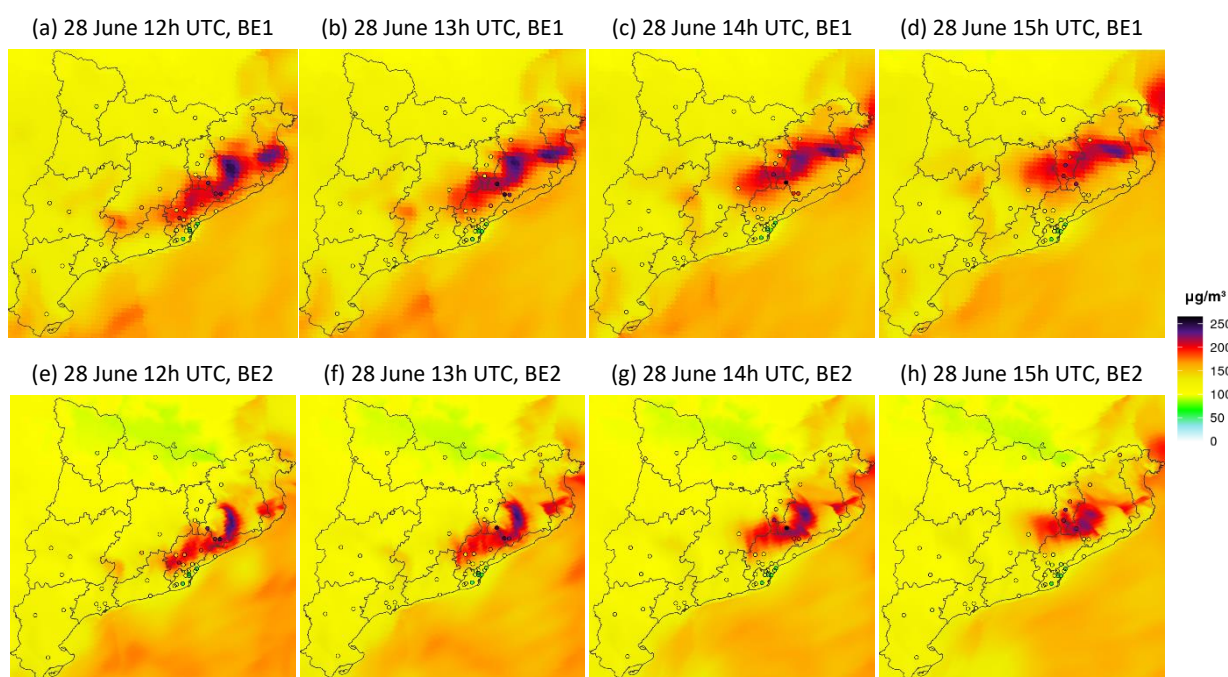 (a) 28 June 12h UTC, BE1
(b) 28 June 13h UTC, BE1
(c) 28 June 14h UTC, BE1
(d) 28 June 15h UTC, BE1
µg/m³
250
200
150
100
50
0
(e) 28 June 12h UTC, BE2
(f) 28 June 13h UTC, BE2
(g) 28 June 14h UTC, BE2
(h) 28 June 15h UTC, BE2